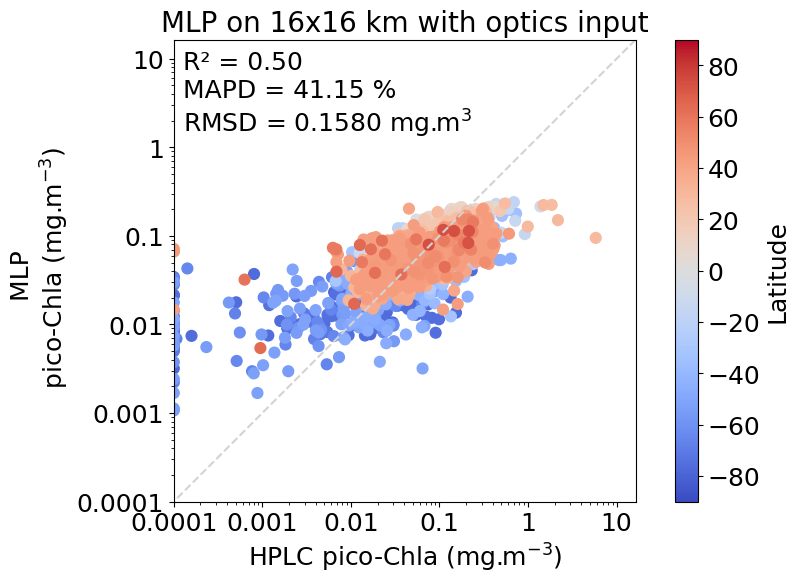 MLP on 16x16 km with optics input
R² = 0.50
MAPD = 41.15 %
RMSD = 0.1580 mg.m³
10
1
0.1
0.01
0.001
0.0001
MLP
pico-Chla (mg.m⁻³)
0.0001
0.001
0.01
0.1
1
10
HPLC pico-Chla (mg.m⁻³)
80
60
40
20
0
−20
−40
−60
−80
Latitude